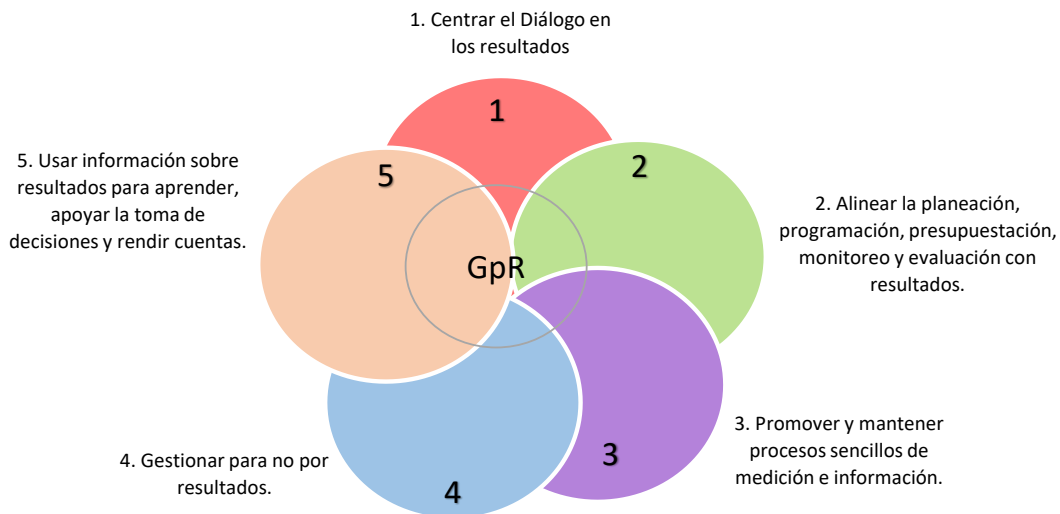 1. Centrar el Diálogo en
los resultados
1
2
2. Alinear la planeación,
programación, presupuestación,
monitoreo y evaluación con
resultados.
3
3. Promover y mantener
procesos sencillos de
medición e información.
4
4. Gestionar para no por
resultados.
5
5. Usar información sobre
resultados para aprender,
apoyar la toma de
decisiones y rendir cuentas.
GpR